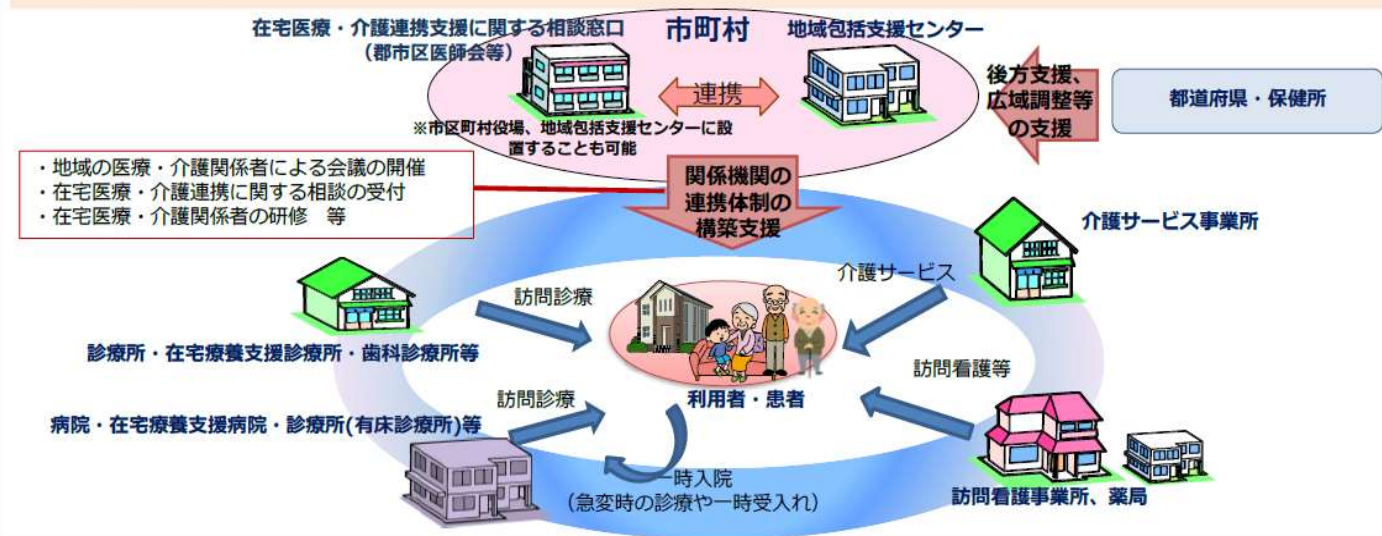 在宅医療・介護連携支援に関する相談窓口
（郡市区医師会等）
市町村
地域包括支援センター
連携
※市区町村役場、地域包括支援センターに設
置することも可能
後方支援、
広域調整等
の支援
都道府県・保健所
・地域の医療・介護関係者による会議の開催
・在宅医療・介護連携に関する相談の受付
・在宅医療・介護関係者の研修　等
関係機関の
連携体制の
構築支援
介護サービス事業所
介護サービス
訪問診療
診療所・在宅療養支援診療所・歯科診療所等
利用者・患者
訪問看護等
訪問診療
病院・在宅療養支援病院・診療所(有床診療所)等
一時入院
（急変時の診療や一時受入れ）
訪問看護事業所、薬局